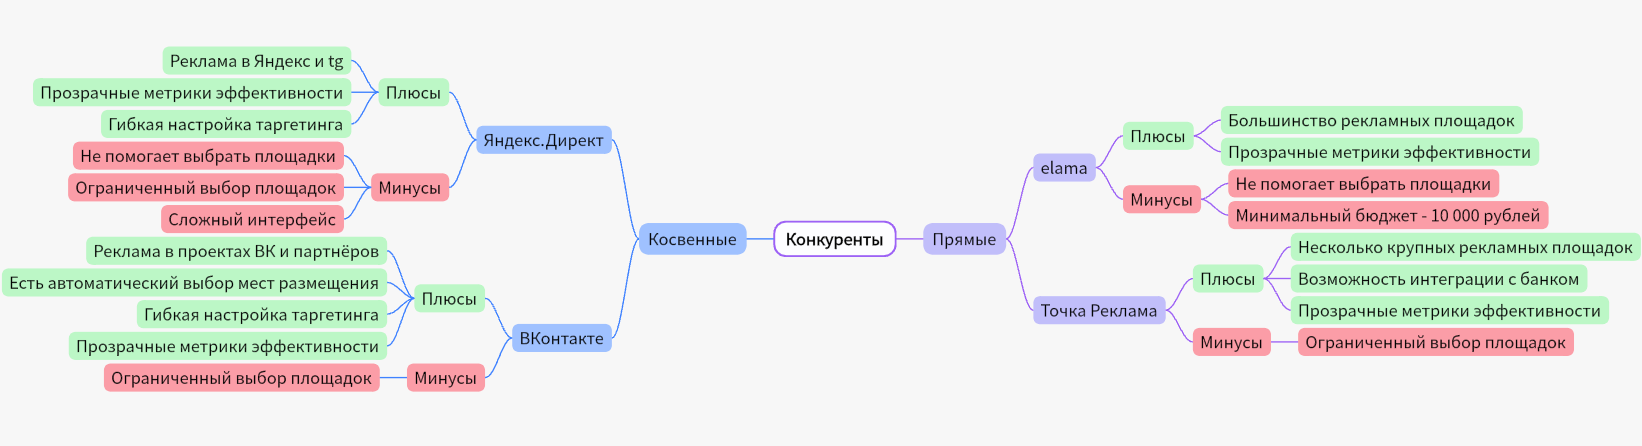 Конкуренты
Косвенные
Яндекс.Директ
Плюсы
Реклама в Яндекс и tg
Прозрачные метрики эффективности
Гибкая настройка таргетинга
Минусы
Не помогает выбрать площадки
Ограниченный выбор площадок
Сложный интерфейс
ВКонтакте
Плюсы
Реклама в проектах ВК и партнёров
Есть автоматический выбор мест размещения
Гибкая настройка таргетинга
Прозрачные метрики эффективности
Минусы
Ограниченный выбор площадок
Прямые
elama
Плюсы
Большинство рекламных площадок
Прозрачные метрики эффективности
Минусы
Не помогает выбрать площадки
Минимальный бюджет - 10 000 рублей
Точка Реклама
Плюсы
Несколько крупных рекламных площадок
Возможность интеграции с банком
Прозрачные метрики эффективности
Минусы
Ограниченный выбор площадок